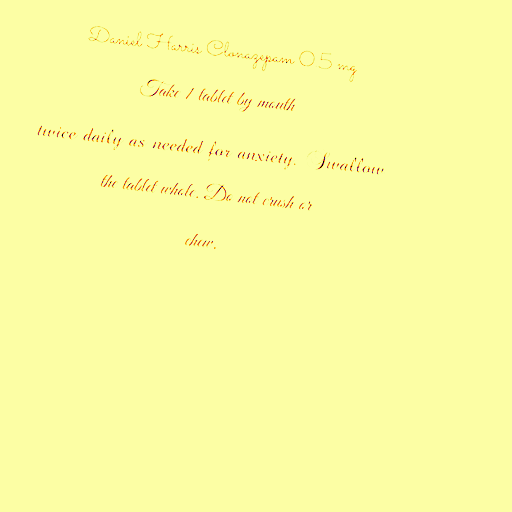 Daniel Harris Clonazepam 0.5 mg
Take 1 tablet by mouth
twice daily as needed for anxiety. Swallow
the tablet whole. Do not crush or
chew.